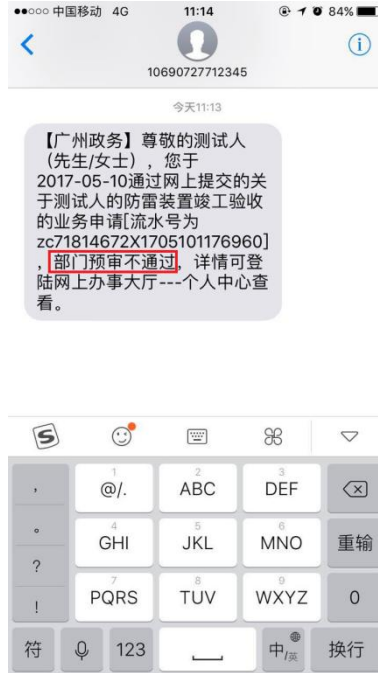 中国移动 4G 11:14 84%
10690727712345
今天11:13
【广州政务】尊敬的测试人
（先生/女士），您于
2017-05-10通过网上提交的关
于测试人的防雷装置竣工验收
的业务申请[流水号为
zc71814672X1705101176960]
，部门预审不通过，详情可登
陆网上办事大厅---个人中心查
看。
S
， 1 @/. 2 ABC 3 DEF
。 4 GHI 5 JKL 6 MNO 重输
？
！ 7 PQRS 8 TUV 9 WXYZ 0
符 123 中/英 换行